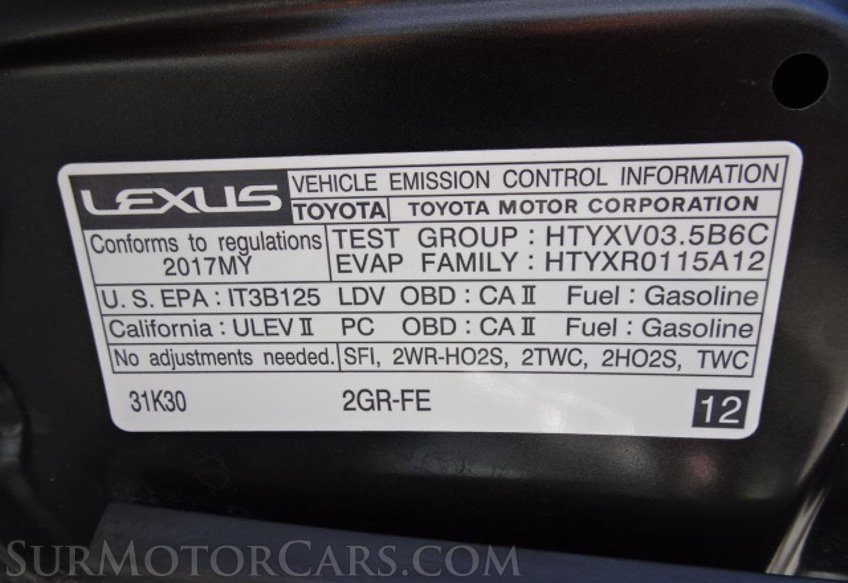 LEXUS VEHICLE EMISSION CONTROL INFORMATION
TOYOTA TOYOTA MOTOR CORPORATION
Conforms to regulations TEST GROUP : HTYXV03.5B6C
2017MY EVAP FAMILY : HTYXR0115A12
U. S. EPA : IT3B125 LDV OBD : CA II Fuel : Gasoline
California : ULEV II PC OBD : CA II Fuel : Gasoline
No adjustments needed. SFI, 2WR-HO2S, 2TWC, 2HO2S, TWC
31K30 2GR-FE 12
SurMotorCars.com